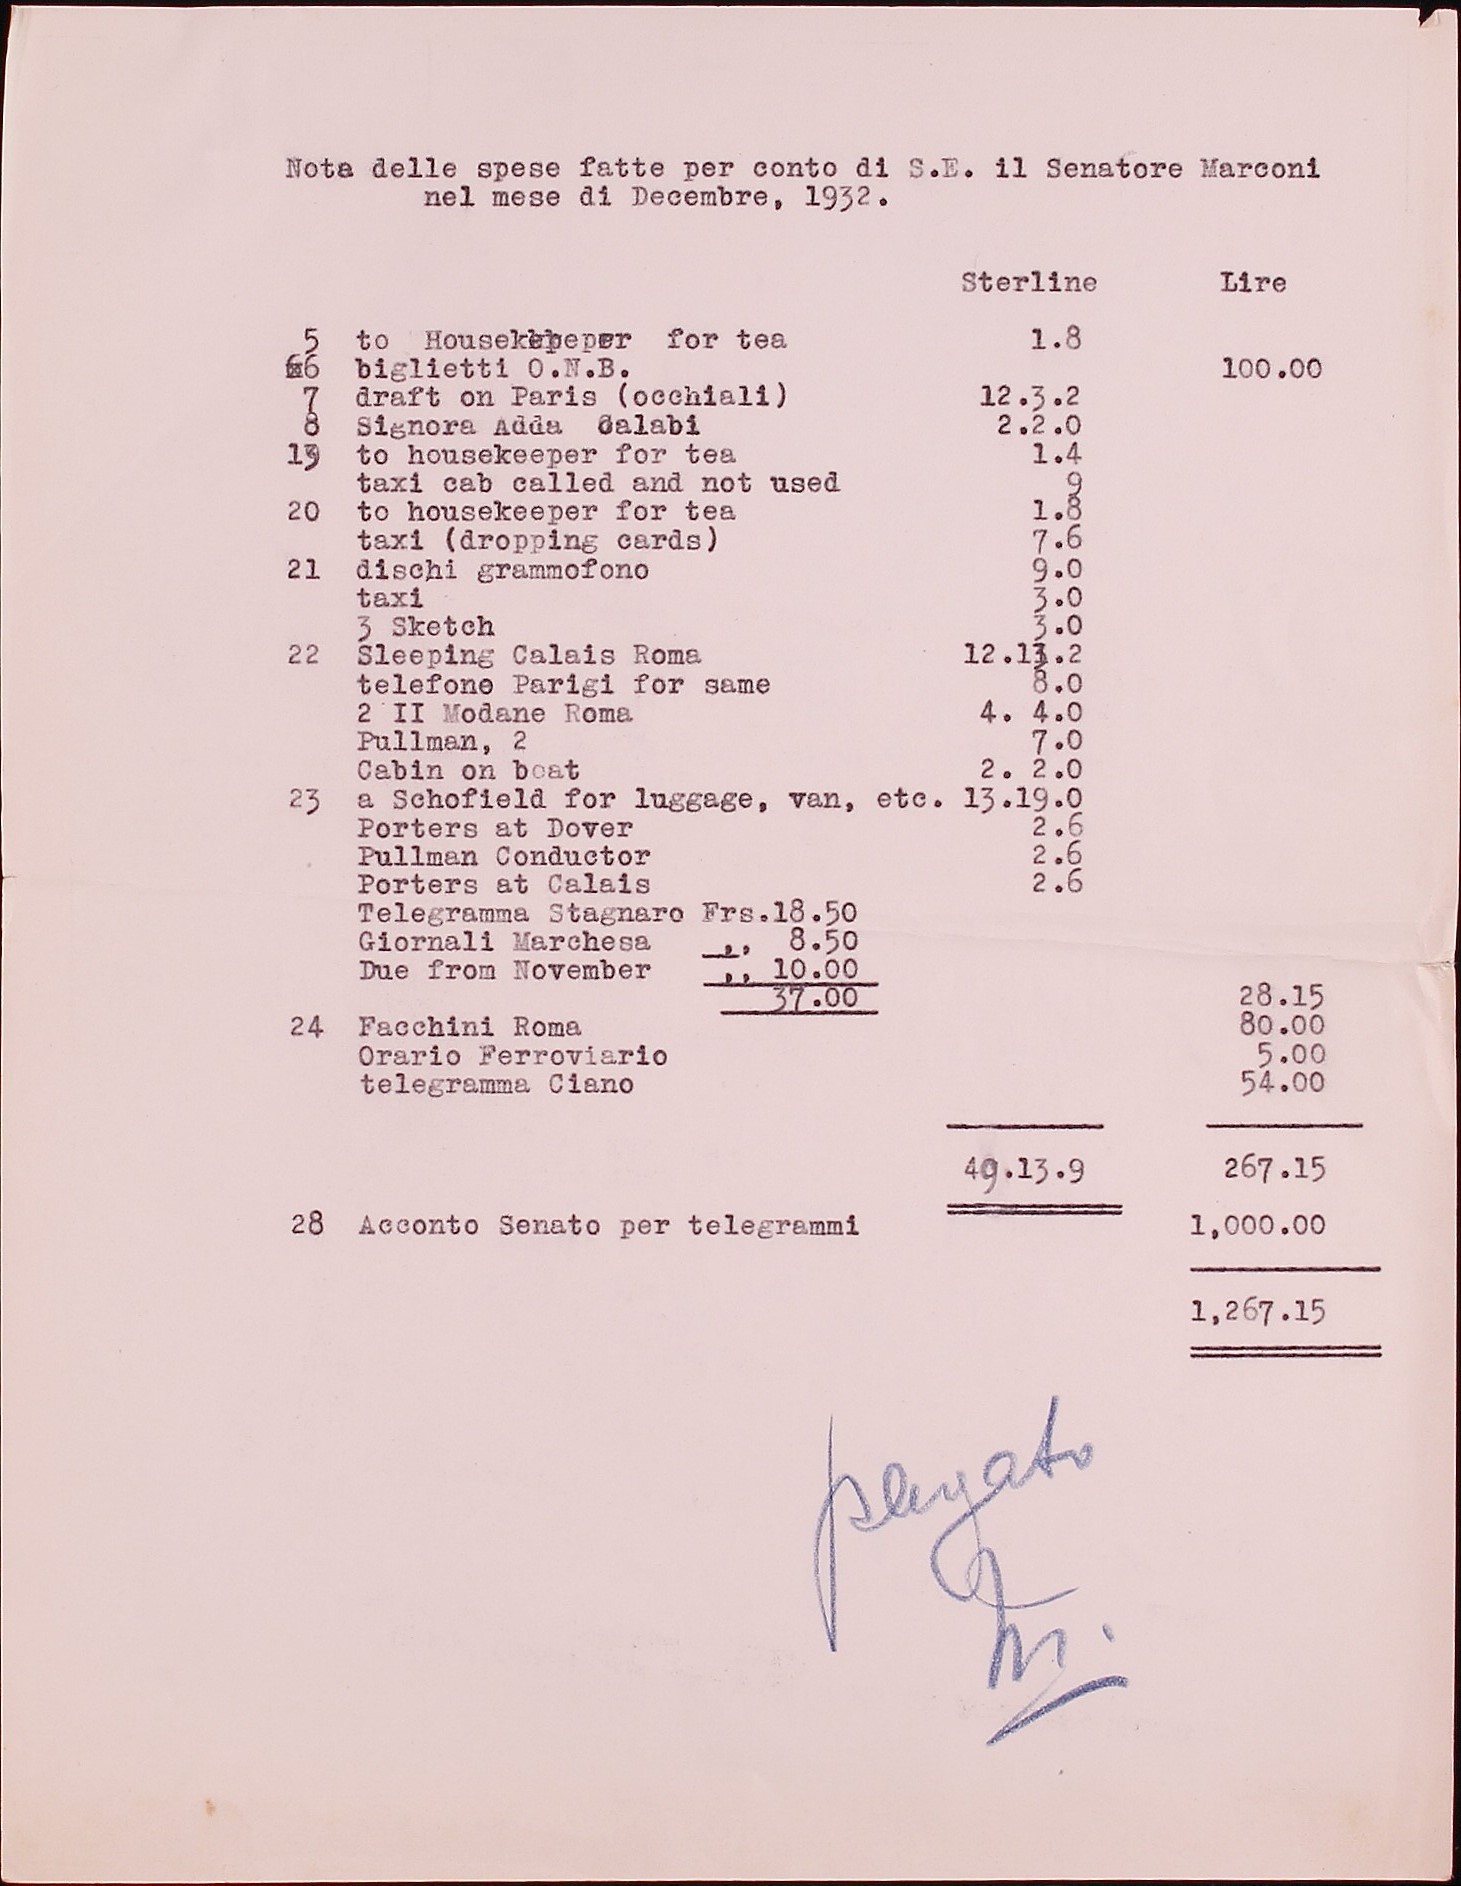 Nota delle spese fatte per conto di S.E. il Senatore Marconi
nel mese di Decembre, 1932.
Sterline Lire
5 to Housekeeper for tea 1.8
6 biglietti O.N.B. 100.00
7 draft on Paris (occhiali) 12.3.2
8 Signora Adda Calabi 2.2.0
19 to housekeeper for tea 1.4
taxi cab called and not used 9
20 to housekeeper for tea 1.8
taxi (dropping cards) 7.6
21 dischi grammofono 9.0
taxi 3.0
3 Sketch 3.0
22 Sleeping Calais Roma 12.13.2
telefono Parigi for same 8.0
2 II Modane Roma 4. 4.0
Pullman, 2 7.0
Cabin on boat 2. 2.0
23 a Schofield for luggage, van, etc. 13.19.0
Porters at Dover 2.6
Pullman Conductor 2.6
Porters at Calais 2.6
Telegramma Stagnaro Frs.18.50
Giornali Marchesa ,, 8.50
Due from November ,, 10.00
37.00 28.15
24 Facchini Roma 80.00
Orario Ferroviario 5.00
telegramma Ciano 54.00
49.13.9 267.15
28 Acconto Senato per telegrammi 1,000.00
1,267.15
pagato
M.